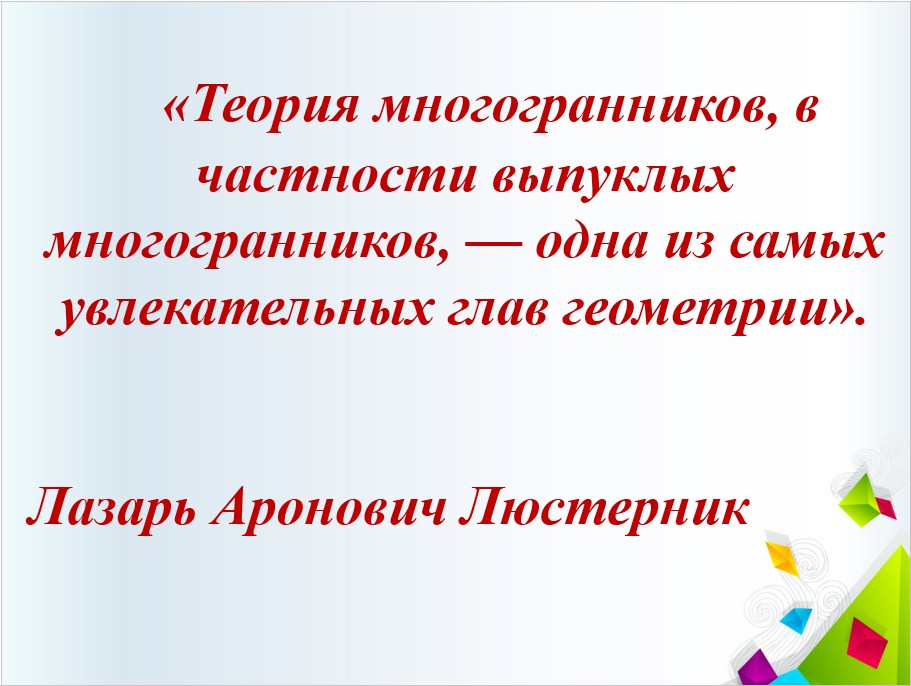 «Теория многогранников, в
частности выпуклых
многогранников, — одна из самых
увлекательных глав геометрии».
Лазарь Аронович Люстерник